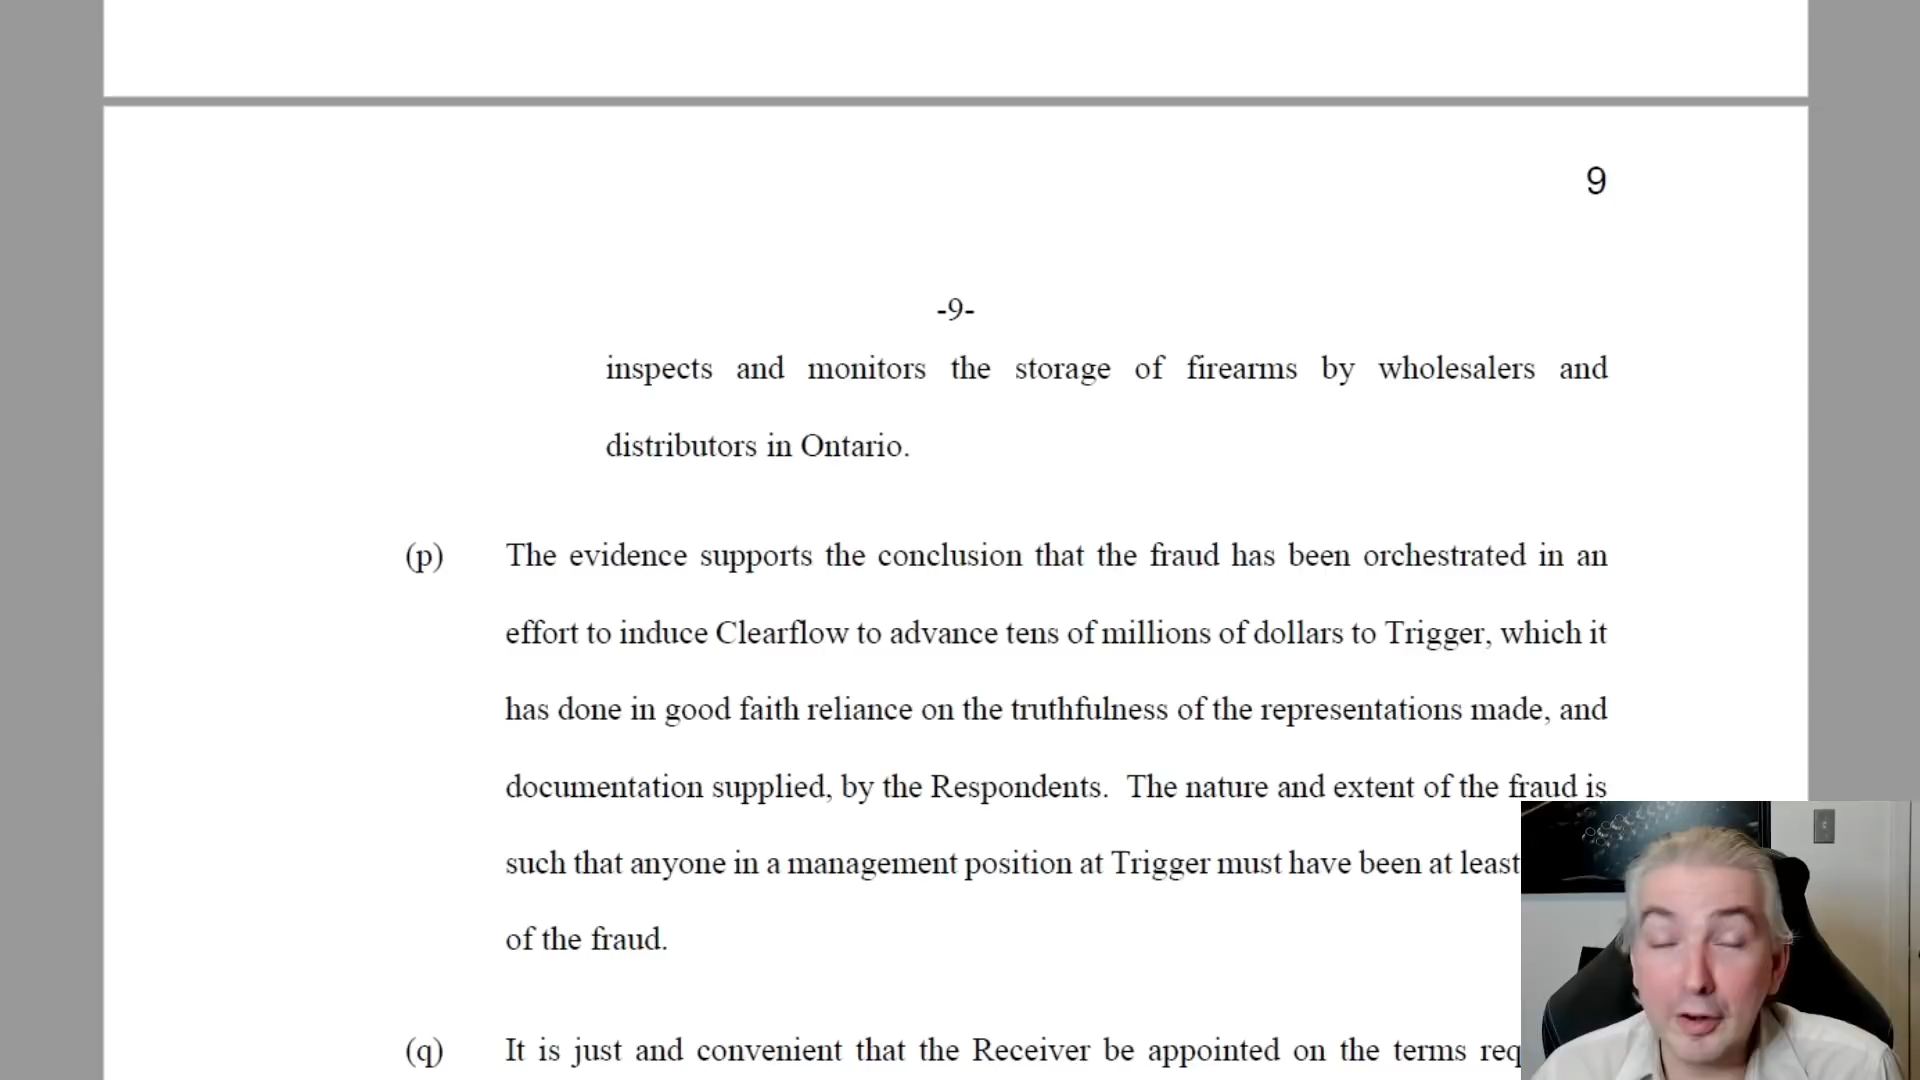 9
-9-
inspects and monitors the storage of firearms by wholesalers and
distributors in Ontario.
(p) The evidence supports the conclusion that the fraud has been orchestrated in an
effort to induce Clearflow to advance tens of millions of dollars to Trigger, which it
has done in good faith reliance on the truthfulness of the representations made, and
documentation supplied, by the Respondents. The nature and extent of the fraud is
such that anyone in a management position at Trigger must have been at least
of the fraud.
(q) It is just and convenient that the Receiver be appointed on the terms req